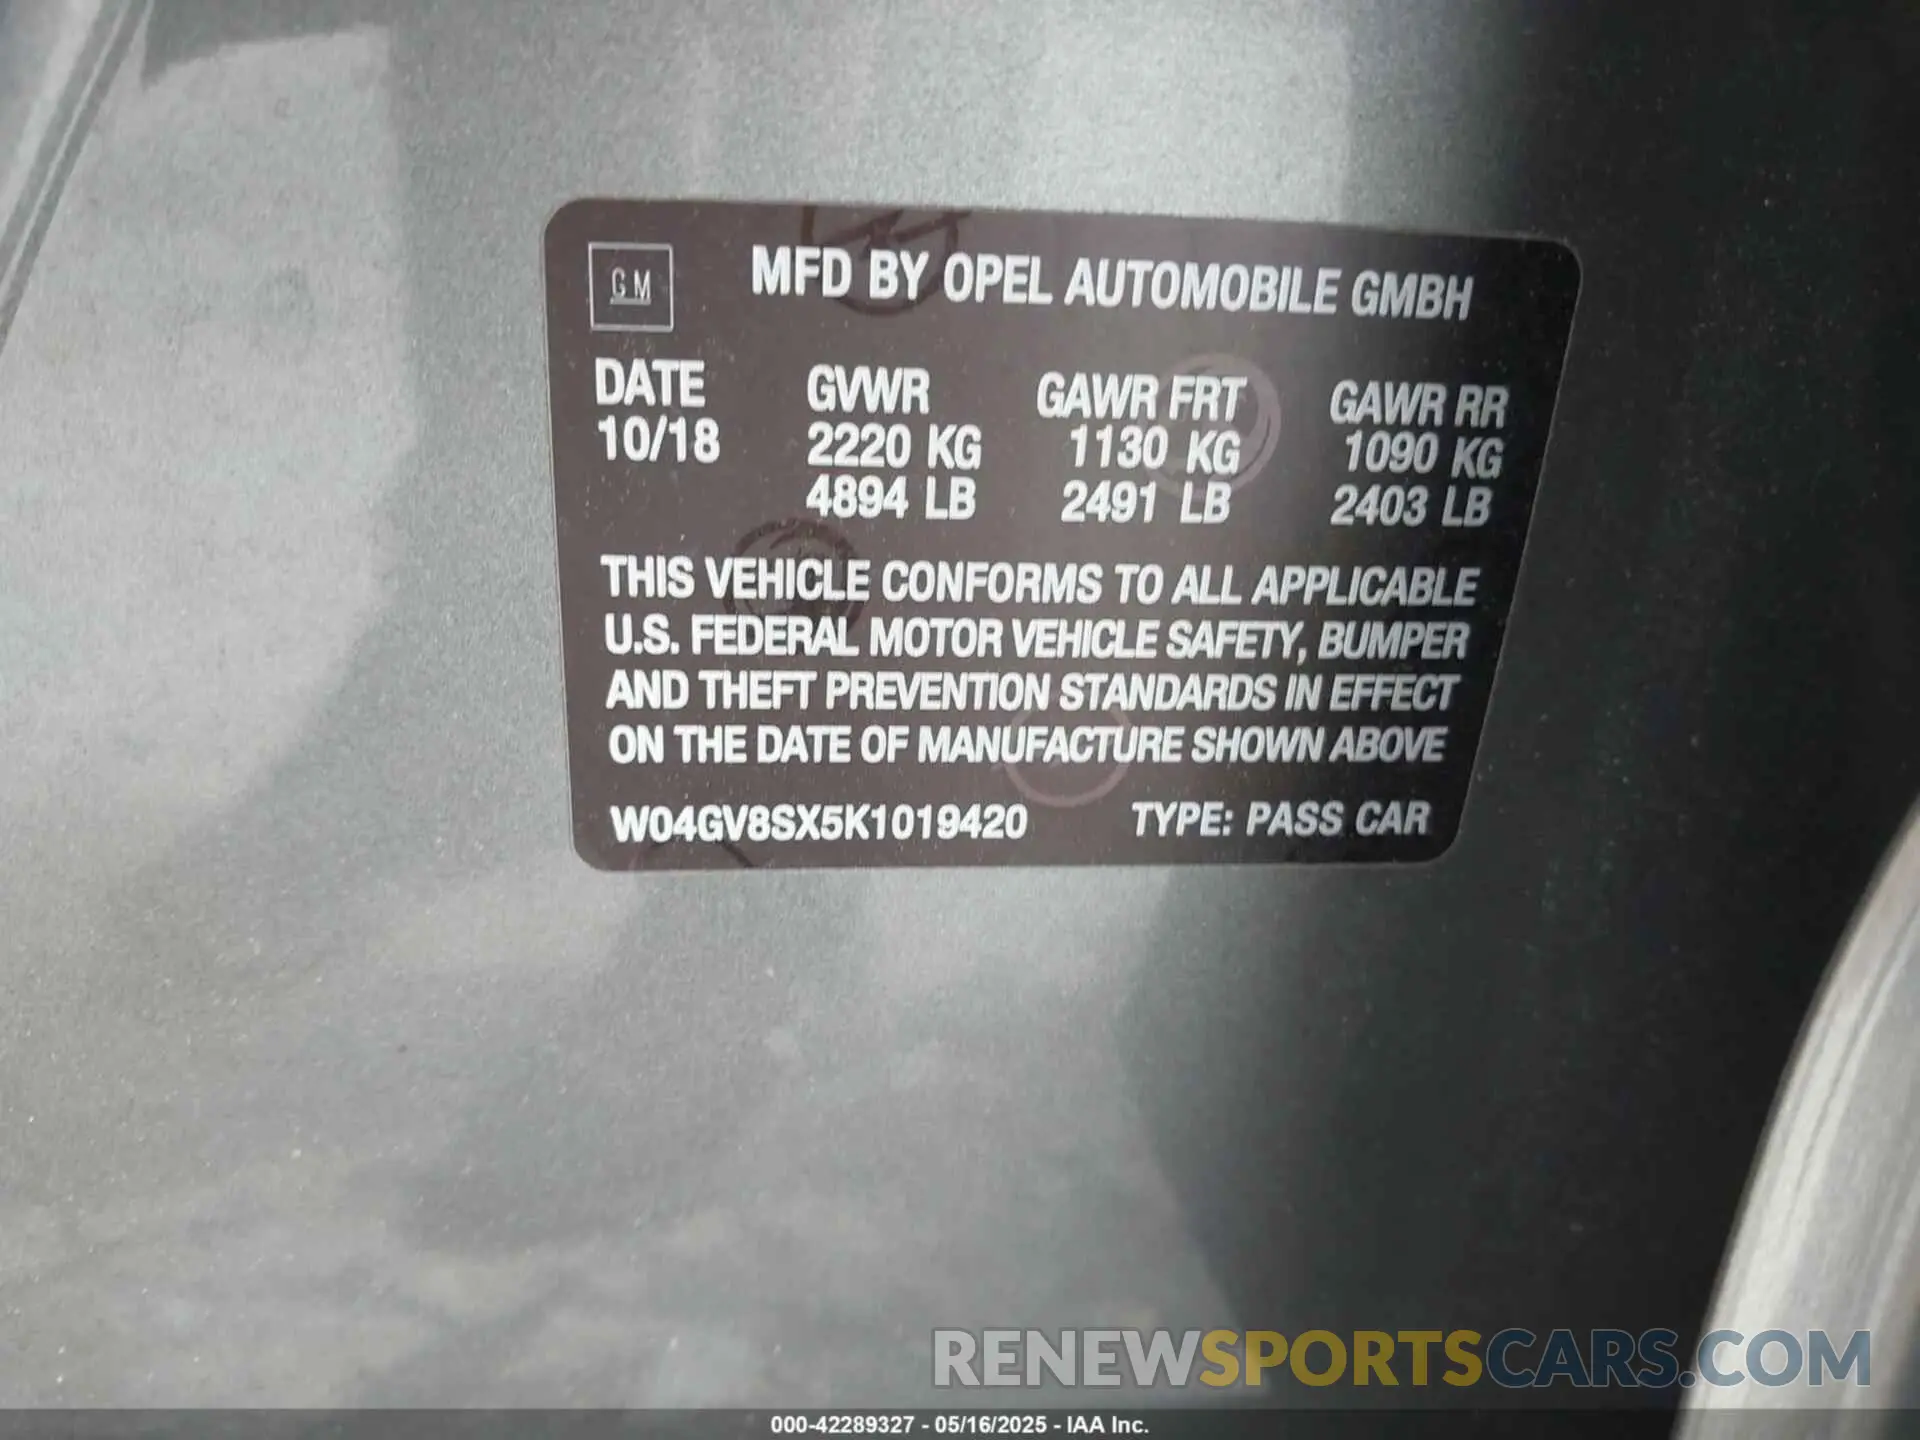 GM
MFD BY OPEL AUTOMOBILE GMBH
DATE GVWR GAWR FRT GAWR RR
10/18 2220 KG 1130 KG 1090 KG
4894 LB 2491 LB 2403 LB
THIS VEHICLE CONFORMS TO ALL APPLICABLE
U.S. FEDERAL MOTOR VEHICLE SAFETY, BUMPER
AND THEFT PREVENTION STANDARDS IN EFFECT
ON THE DATE OF MANUFACTURE SHOWN ABOVE
W04GV8SX5K1019420 TYPE: PASS CAR
RENEWSPORTSCARS.COM
000-42289327 - 05/16/2025 - IAA Inc.